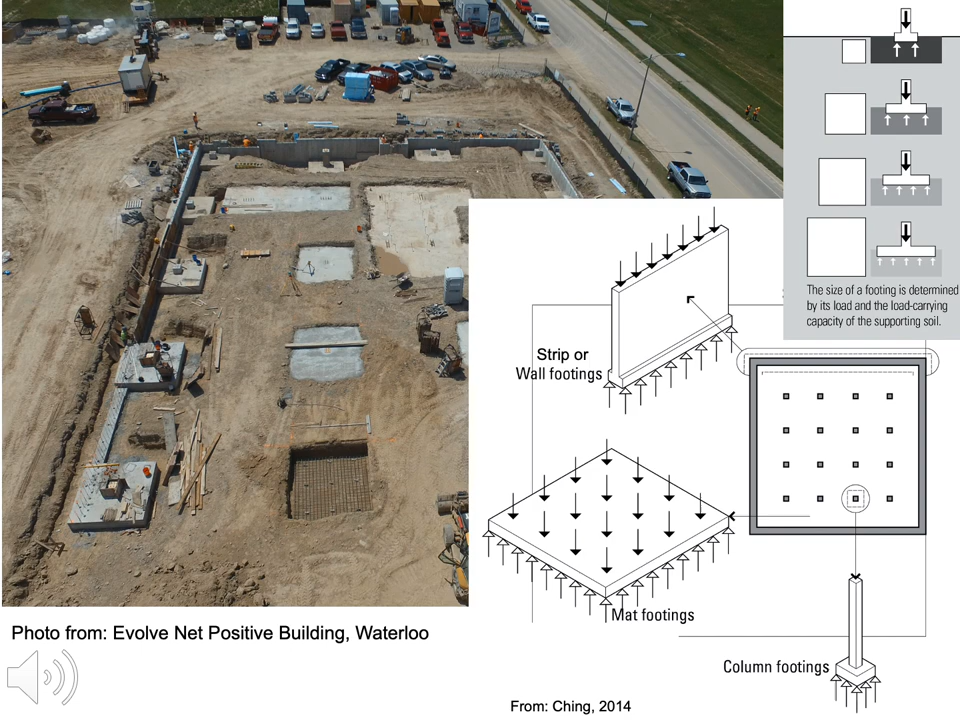 The size of a footing is determined
by its load and the load-carrying
capacity of the supporting soil.
Strip or
Wall footings
Mat footings
Column footings
Photo from: Evolve Net Positive Building, Waterloo
From: Ching, 2014